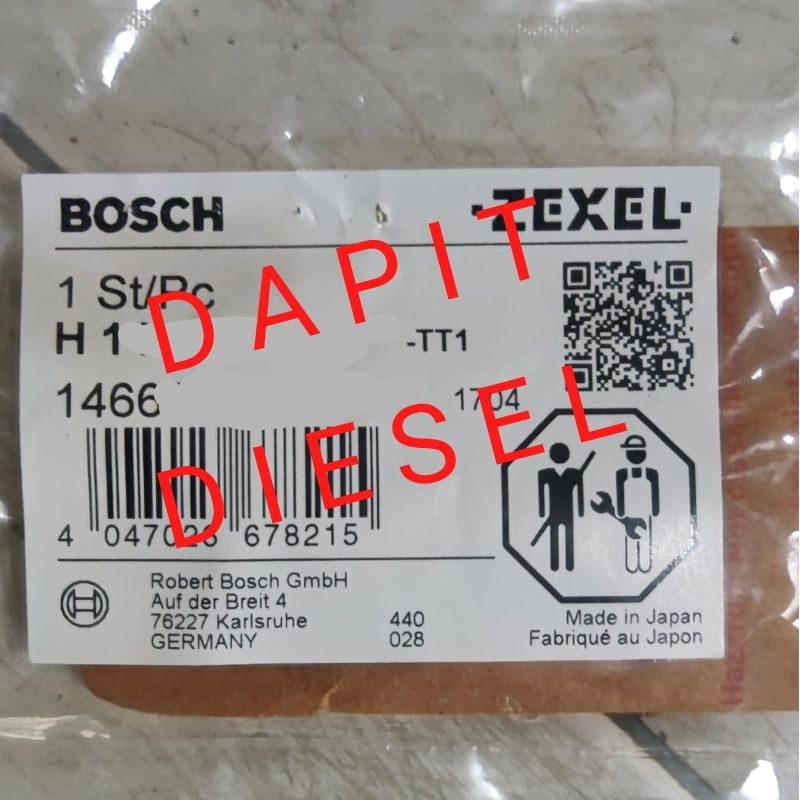 BOSCH
·ZEXEL·
1 St/Pc
H 1
-TT1
1466
1704
DAPIT
DIESEL
4 047026 678215
Robert Bosch GmbH
Auf der Breit 4
76227 Karlsruhe
GERMANY
440
028
Made in Japan
Fabriqué au Japon